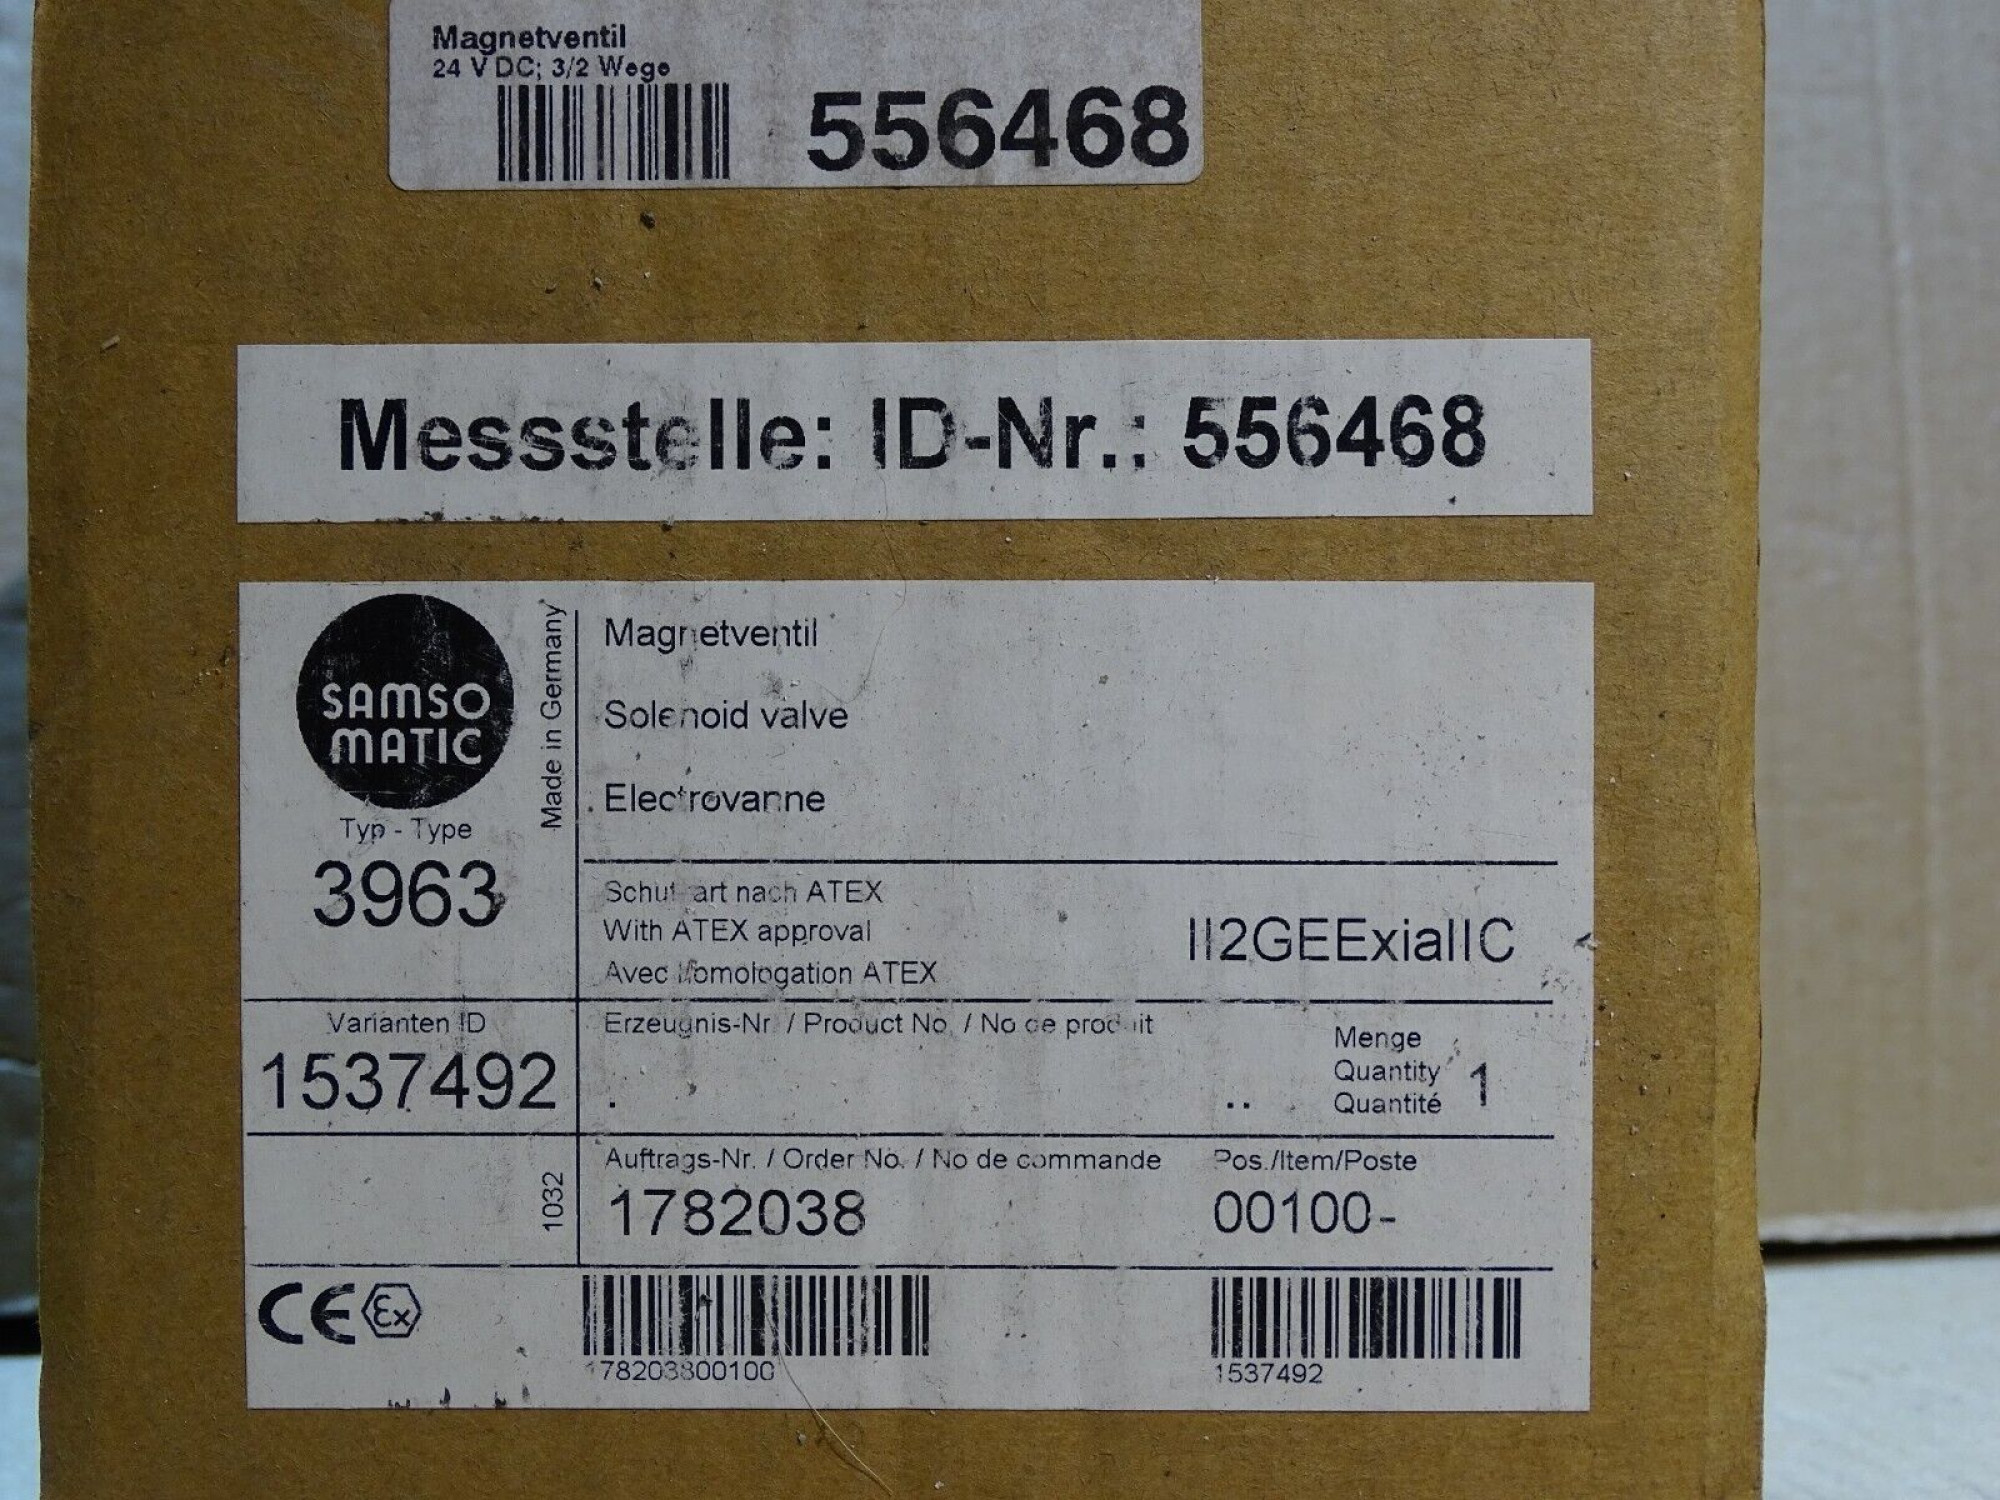 Magnetventil
24 V DC; 3/2 Wege
556468
Messstelle: ID-Nr.: 556468
SAMSO
MATIC
Made in Germany
Typ - Type
3963
Magnetventil
Solenoid valve
Electrovanne
Schutzart nach ATEX
With ATEX approval
Avec homologation ATEX
II2GEExiaIIC
Varianten ID
1537492
Erzeugnis-Nr. / Product No. / No de produit
.
..
Menge
Quantity
Quantité
1
1032
Auftrags-Nr. / Order No. / No de commande
1782038
Pos./Item/Poste
00100-
CE Ex
178203800100
1537492